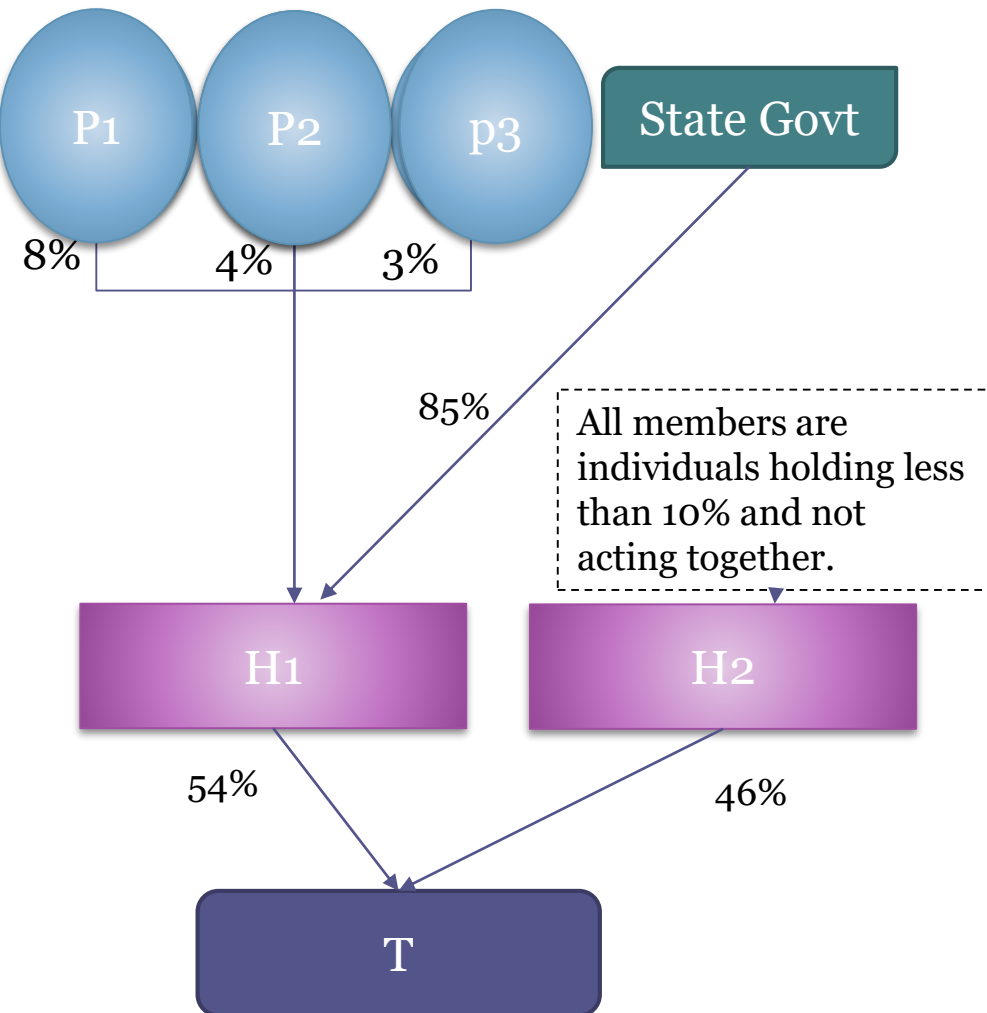 P1
P2
p3
State Govt
8%
4%
3%
85%
All members are
individuals holding less
than 10% and not
acting together.
H1
H2
54%
46%
T